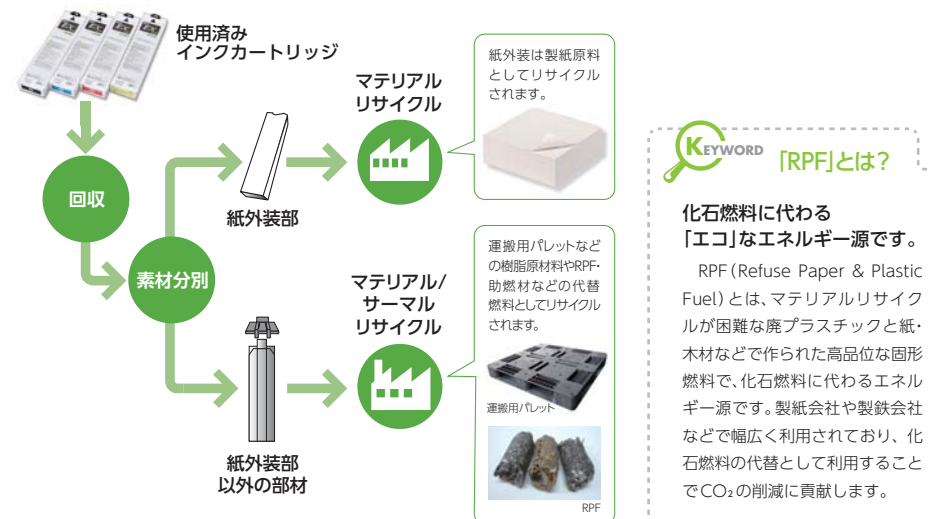 使用済み
インクカートリッジ
回収
素材分別
紙外装部
マテリアル
リサイクル
紙外装は製紙原料
としてリサイクル
されます。
紙外装部
以外の部材
マテリアル/
サーマル
リサイクル
運搬用パレットなど
の樹脂原材料やRPF・
助燃材などの代替
燃料としてリサイクル
されます。
運搬用パレット
RPF
KEYWORD 「RPF」とは?
化石燃料に代わる
「エコ」なエネルギー源です。
RPF(Refuse Paper & Plastic
Fuel)とは、マテリアルリサイク
ルが困難な廃プラスチックと紙・
木材などで作られた高品位な固形
燃料で、化石燃料に代わるエネル
ギー源です。製紙会社や製鉄会社
などで幅広く利用されており、化
石燃料の代替として利用すること
でCO₂の削減に貢献します。